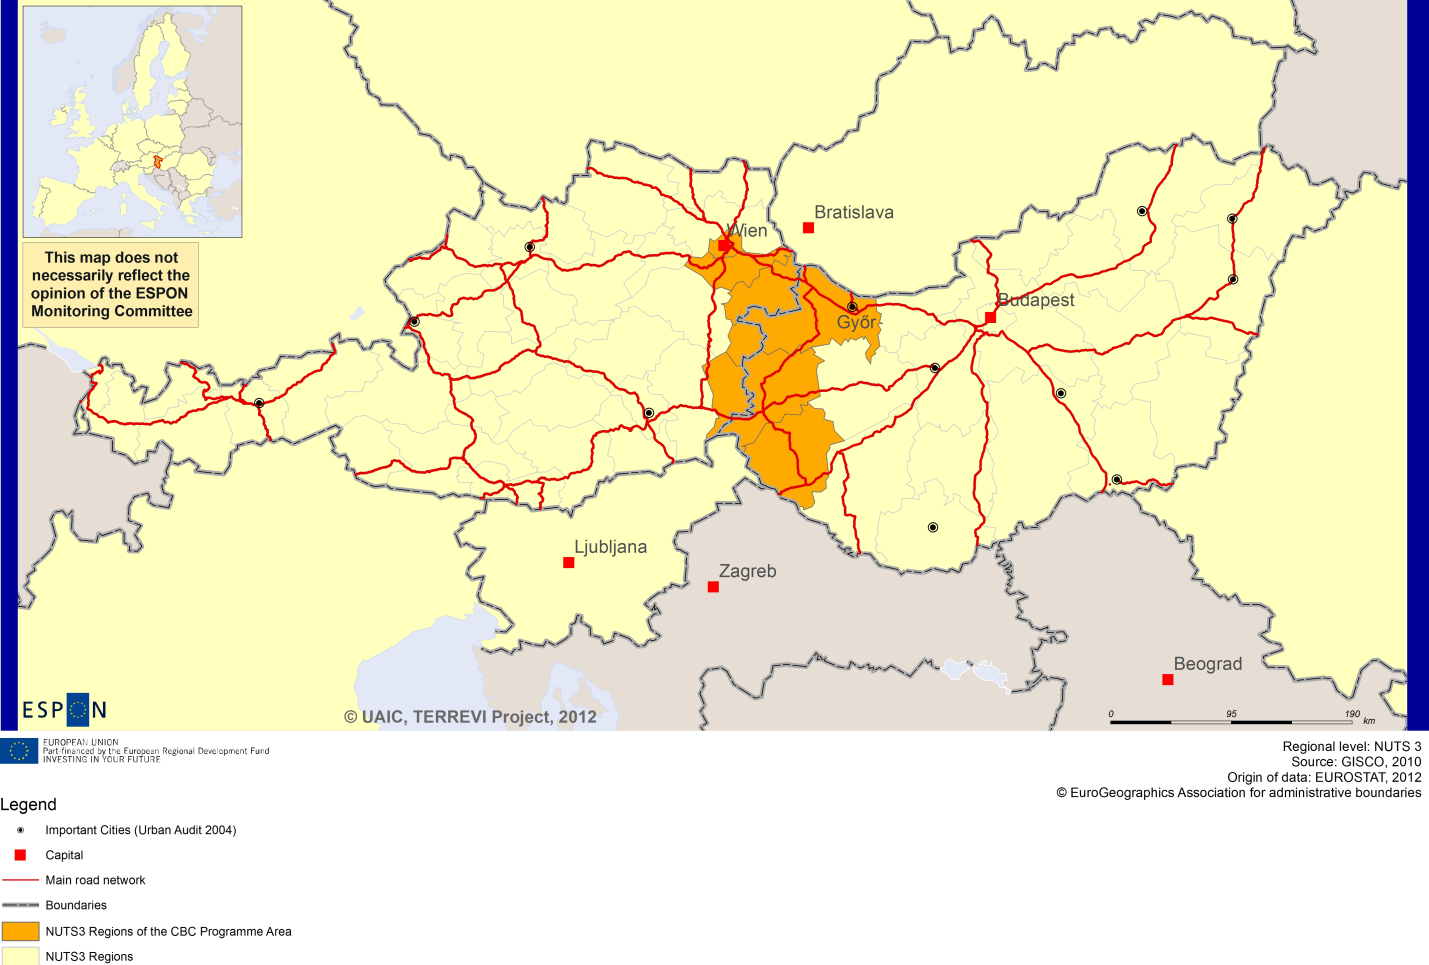 This map does not
necessarily reflect the
opinion of the ESPON
Monitoring Committee
Bratislava
Wien
Budapest
Győr
Ljubljana
Zagreb
Beograd
ESPON
© UAIC, TERREVI Project, 2012
0 95 190
km
EUROPEAN UNION
Part-financed by the European Regional Development Fund
INVESTING IN YOUR FUTURE
Regional level: NUTS 3
Source: GISCO, 2010
Origin of data: EUROSTAT, 2012
© EuroGeographics Association for administrative boundaries
Legend
Important Cities (Urban Audit 2004)
Capital
Main road network
Boundaries
NUTS3 Regions of the CBC Programme Area
NUTS3 Regions